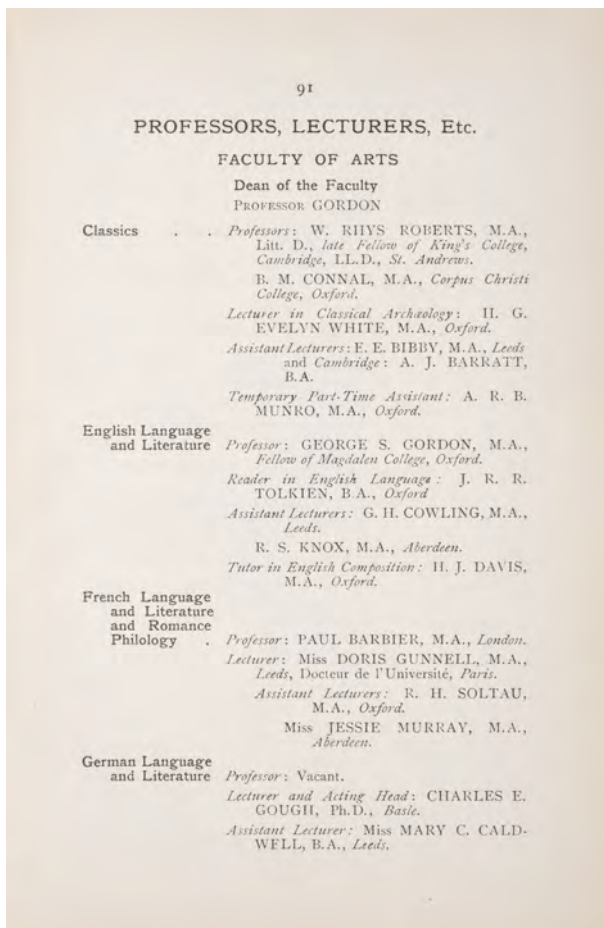 91
PROFESSORS, LECTURERS, Etc.
FACULTY OF ARTS
Dean of the Faculty
PROFESSOR GORDON
Classics . . Professors: W. RHYS ROBERTS, M.A.,
Litt. D., late Fellow of King's College,
Cambridge, LL.D., St. Andrews.
B. M. CONNAL, M.A., Corpus Christi
College, Oxford.
Lecturer in Classical Archæology: H. G.
EVELYN WHITE, M.A., Oxford.
Assistant Lecturers: E. E. BIBBY, M.A., Leeds
and Cambridge: A. J. BARRATT,
B.A.
Temporary Part-Time Assistant: A. R. B.
MUNRO, M.A., Oxford.
English Language
and Literature Professor: GEORGE S. GORDON, M.A.,
Fellow of Magdalen College, Oxford.
Reader in English Language: J. R. R.
TOLKIEN, B.A., Oxford
Assistant Lecturers: G. H. COWLING, M.A.,
Leeds.
R. S. KNOX, M.A., Aberdeen.
Tutor in English Composition: H. J. DAVIS,
M.A., Oxford.
French Language
and Literature
and Romance
Philology . Professor: PAUL BARBIER, M.A., London.
Lecturer: Miss DORIS GUNNELL, M.A.,
Leeds, Docteur de l'Université, Paris.
Assistant Lecturers: R. H. SOLTAU,
M.A., Oxford.
Miss JESSIE MURRAY, M.A.,
Aberdeen.
German Language
and Literature Professor: Vacant.
Lecturer and Acting Head: CHARLES E.
GOUGH, Ph.D., Basle.
Assistant Lecturer: Miss MARY C. CALD-
WELL, B.A., Leeds.